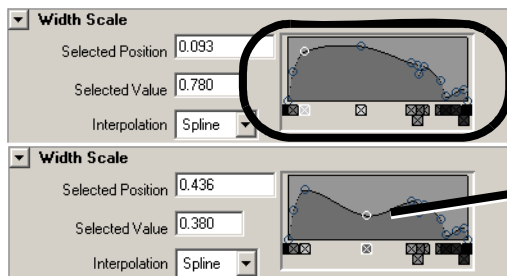 Width Scale
Selected Position 0.093
Selected Value 0.780
Interpolation Spline
Width Scale
Selected Position 0.436
Selected Value 0.380
Interpolation Spline